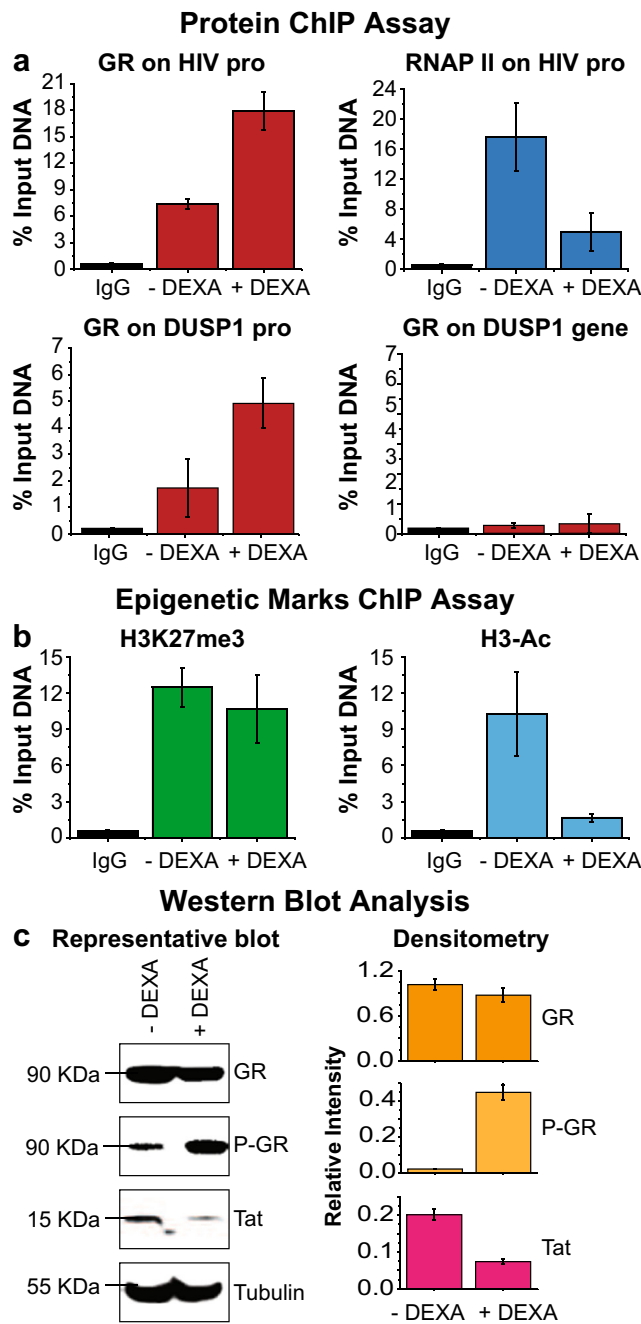 Protein ChIP Assay
a
GR on HIV pro
% Input DNA
18
15
12
9
6
3
0
IgG - DEXA + DEXA
RNAP II on HIV pro
% Input DNA
24
20
16
12
8
4
0
IgG - DEXA + DEXA
GR on DUSP1 pro
% Input DNA
7
6
5
4
3
2
1
0
IgG - DEXA + DEXA
GR on DUSP1 gene
% Input DNA
7
6
5
4
3
2
1
0
IgG - DEXA + DEXA
Epigenetic Marks ChIP Assay
b
H3K27me3
% Input DNA
15
12
9
6
3
0
IgG - DEXA + DEXA
H3-Ac
% Input DNA
15
12
9
6
3
0
IgG - DEXA + DEXA
Western Blot Analysis
c
Representative blot
- DEXA
+ DEXA
90 KDa GR
90 KDa P-GR
15 KDa Tat
55 KDa Tubulin
Densitometry
Relative Intensity
1.2
0.6
0.0
GR
0.4
0.2
0.0
P-GR
0.2
0.1
0.0
Tat
- DEXA + DEXA